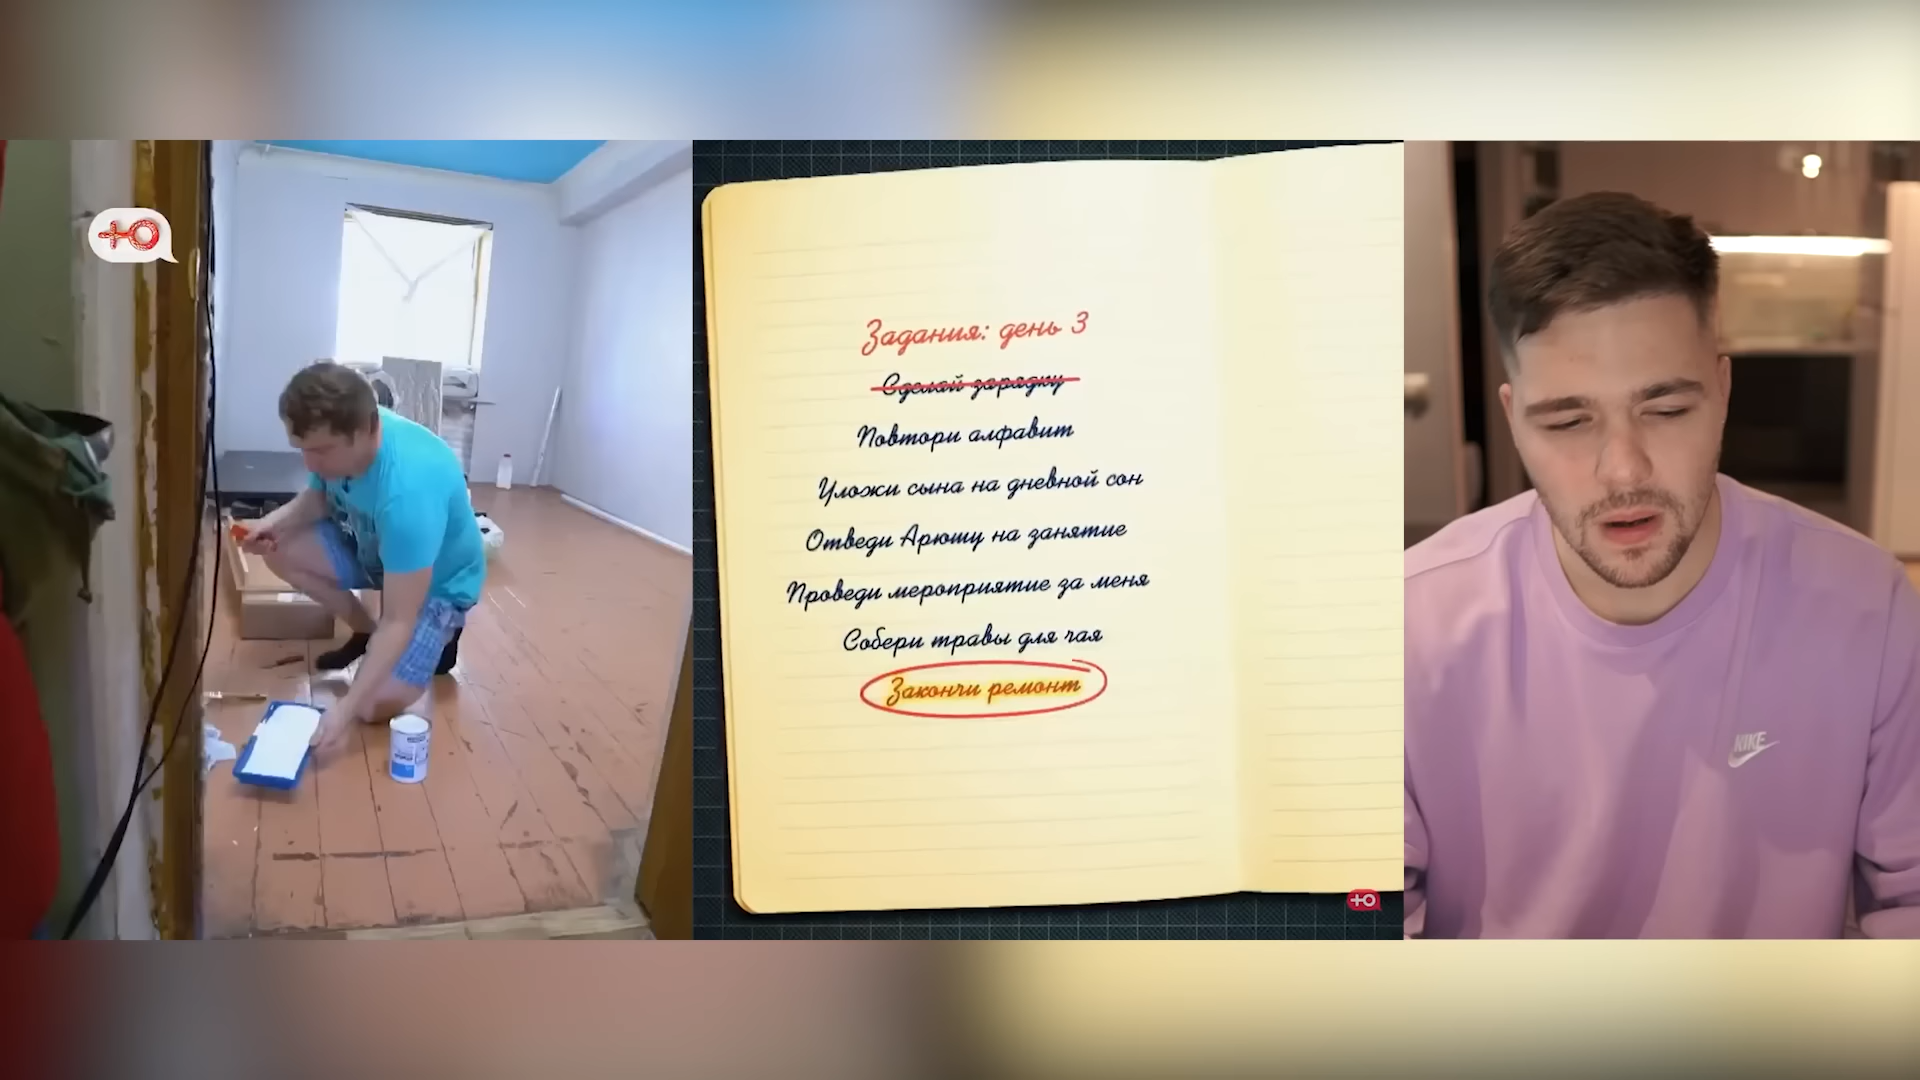 Ю
Задания: день 3
Сделай зарядку
Повтори алфавит
Уложи сына на дневной сон
Отведи Арюшу на занятие
Проведи мероприятие за меня
Собери травы для чая
Закончи ремонт
Ю
NIKE